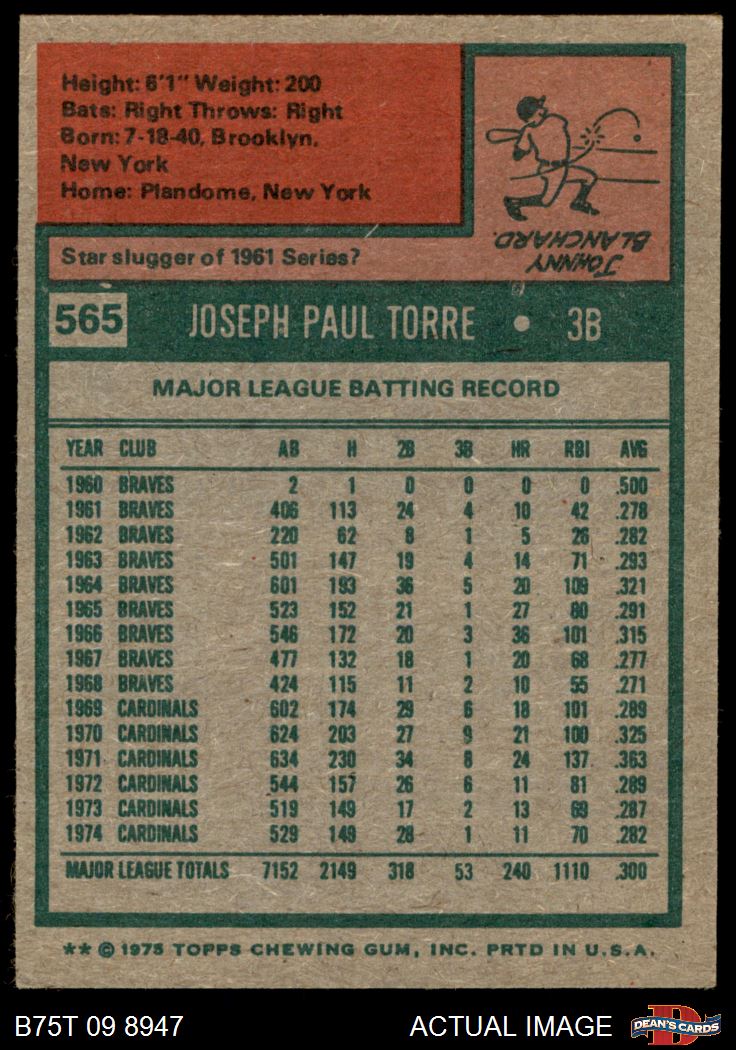 Height: 6'1" Weight: 200
Bats: Right Throws: Right
Born: 7-18-40, Brooklyn,
New York
Home: Plandome, New York
Star slugger of 1961 Series?
JOHNNY
BLANCHARD.
565 JOSEPH PAUL TORRE • 3B
MAJOR LEAGUE BATTING RECORD
YEAR CLUB AB H 2B 3B HR RBI AVG
1960 BRAVES 2 1 0 0 0 0 .500
1961 BRAVES 406 113 24 4 10 42 .278
1962 BRAVES 220 62 8 1 5 26 .282
1963 BRAVES 501 147 19 4 14 71 .293
1964 BRAVES 601 193 36 5 20 109 .321
1965 BRAVES 523 152 21 1 27 80 .291
1966 BRAVES 546 172 20 3 36 101 .315
1967 BRAVES 477 132 18 1 20 68 .277
1968 BRAVES 424 115 11 2 10 55 .271
1969 CARDINALS 602 174 29 6 18 101 .289
1970 CARDINALS 624 203 27 9 21 100 .325
1971 CARDINALS 634 230 34 8 24 137 .363
1972 CARDINALS 544 157 26 6 11 81 .289
1973 CARDINALS 519 149 17 2 13 69 .287
1974 CARDINALS 529 149 28 1 11 70 .282
MAJOR LEAGUE TOTALS 7152 2149 318 53 240 1110 .300
** © 1975 TOPPS CHEWING GUM, INC. PRTD IN U.S.A.
B75T 09 8947 ACTUAL IMAGE DEAN'S CARDS